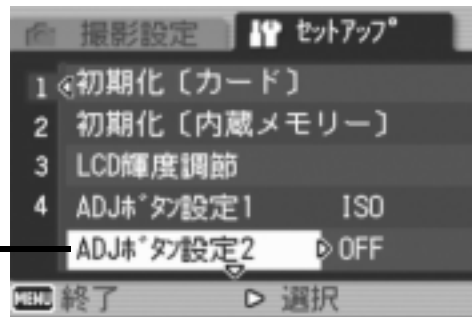 撮影設定 セットアップ
1 初期化〔カード〕
2 初期化〔内蔵メモリー〕
3 LCD輝度調節
4 ADJボタン設定1 ISO
ADJボタン設定2 OFF
MENU 終了 選択